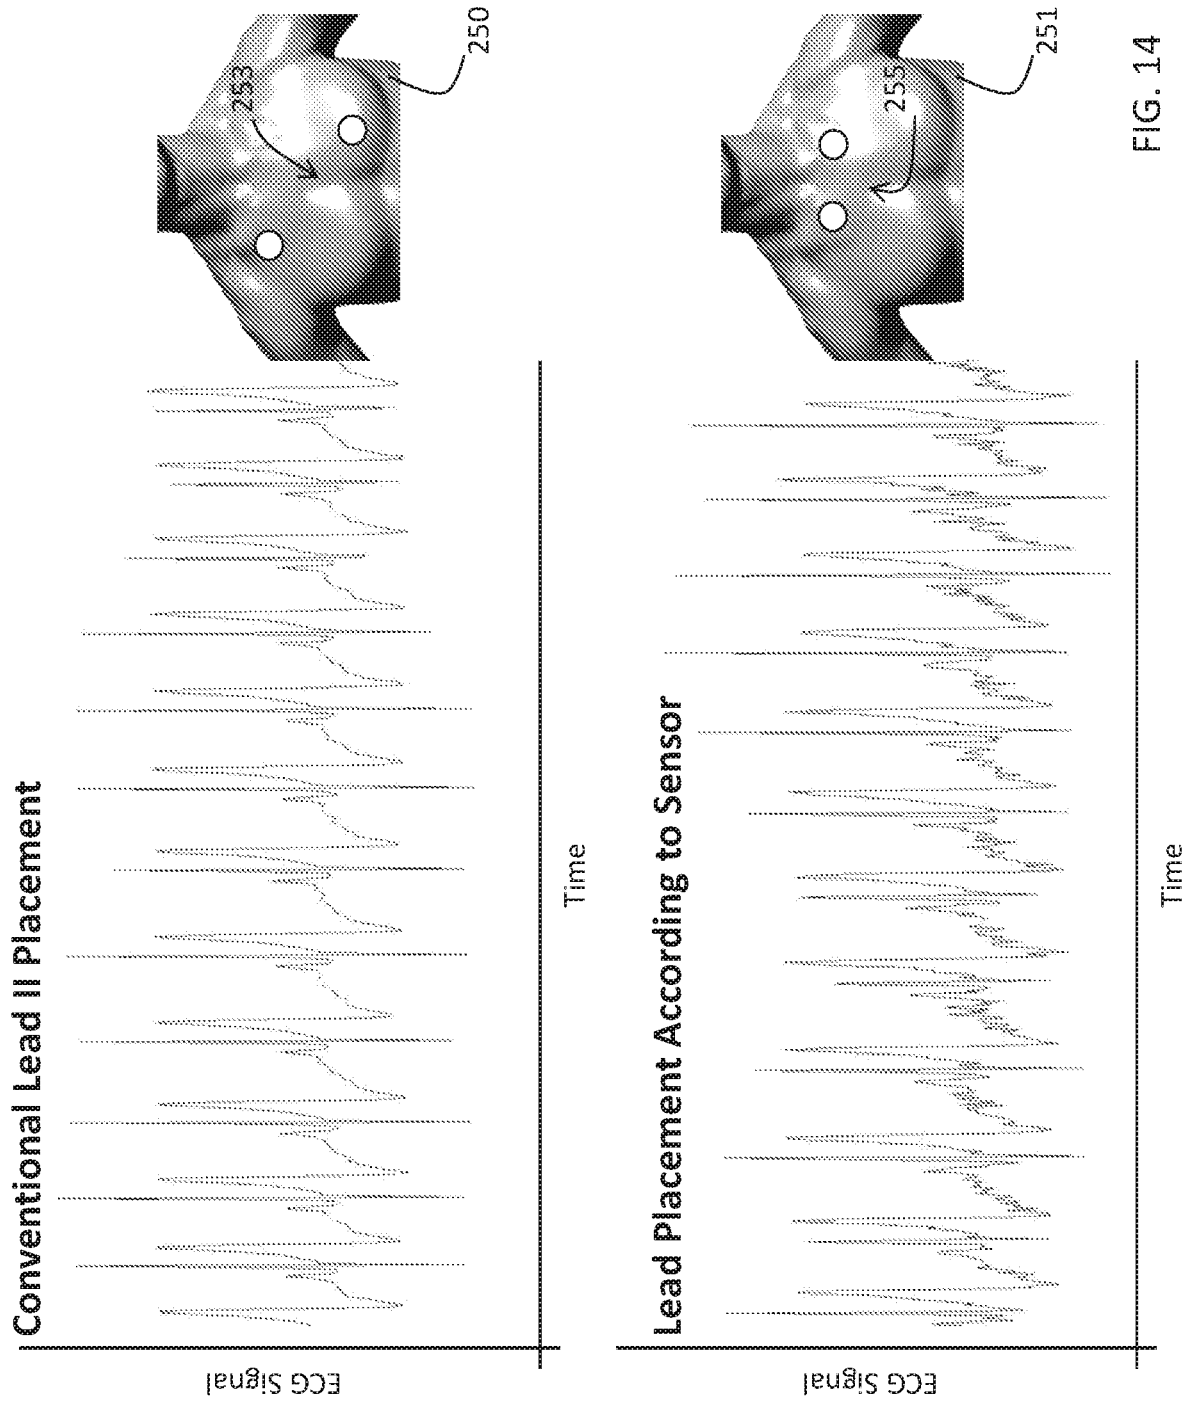 Conventional Lead II Placement
ECG Signal
Time
253
250
Lead Placement According to Sensor
ECG Signal
Time
255
251
FIG. 14